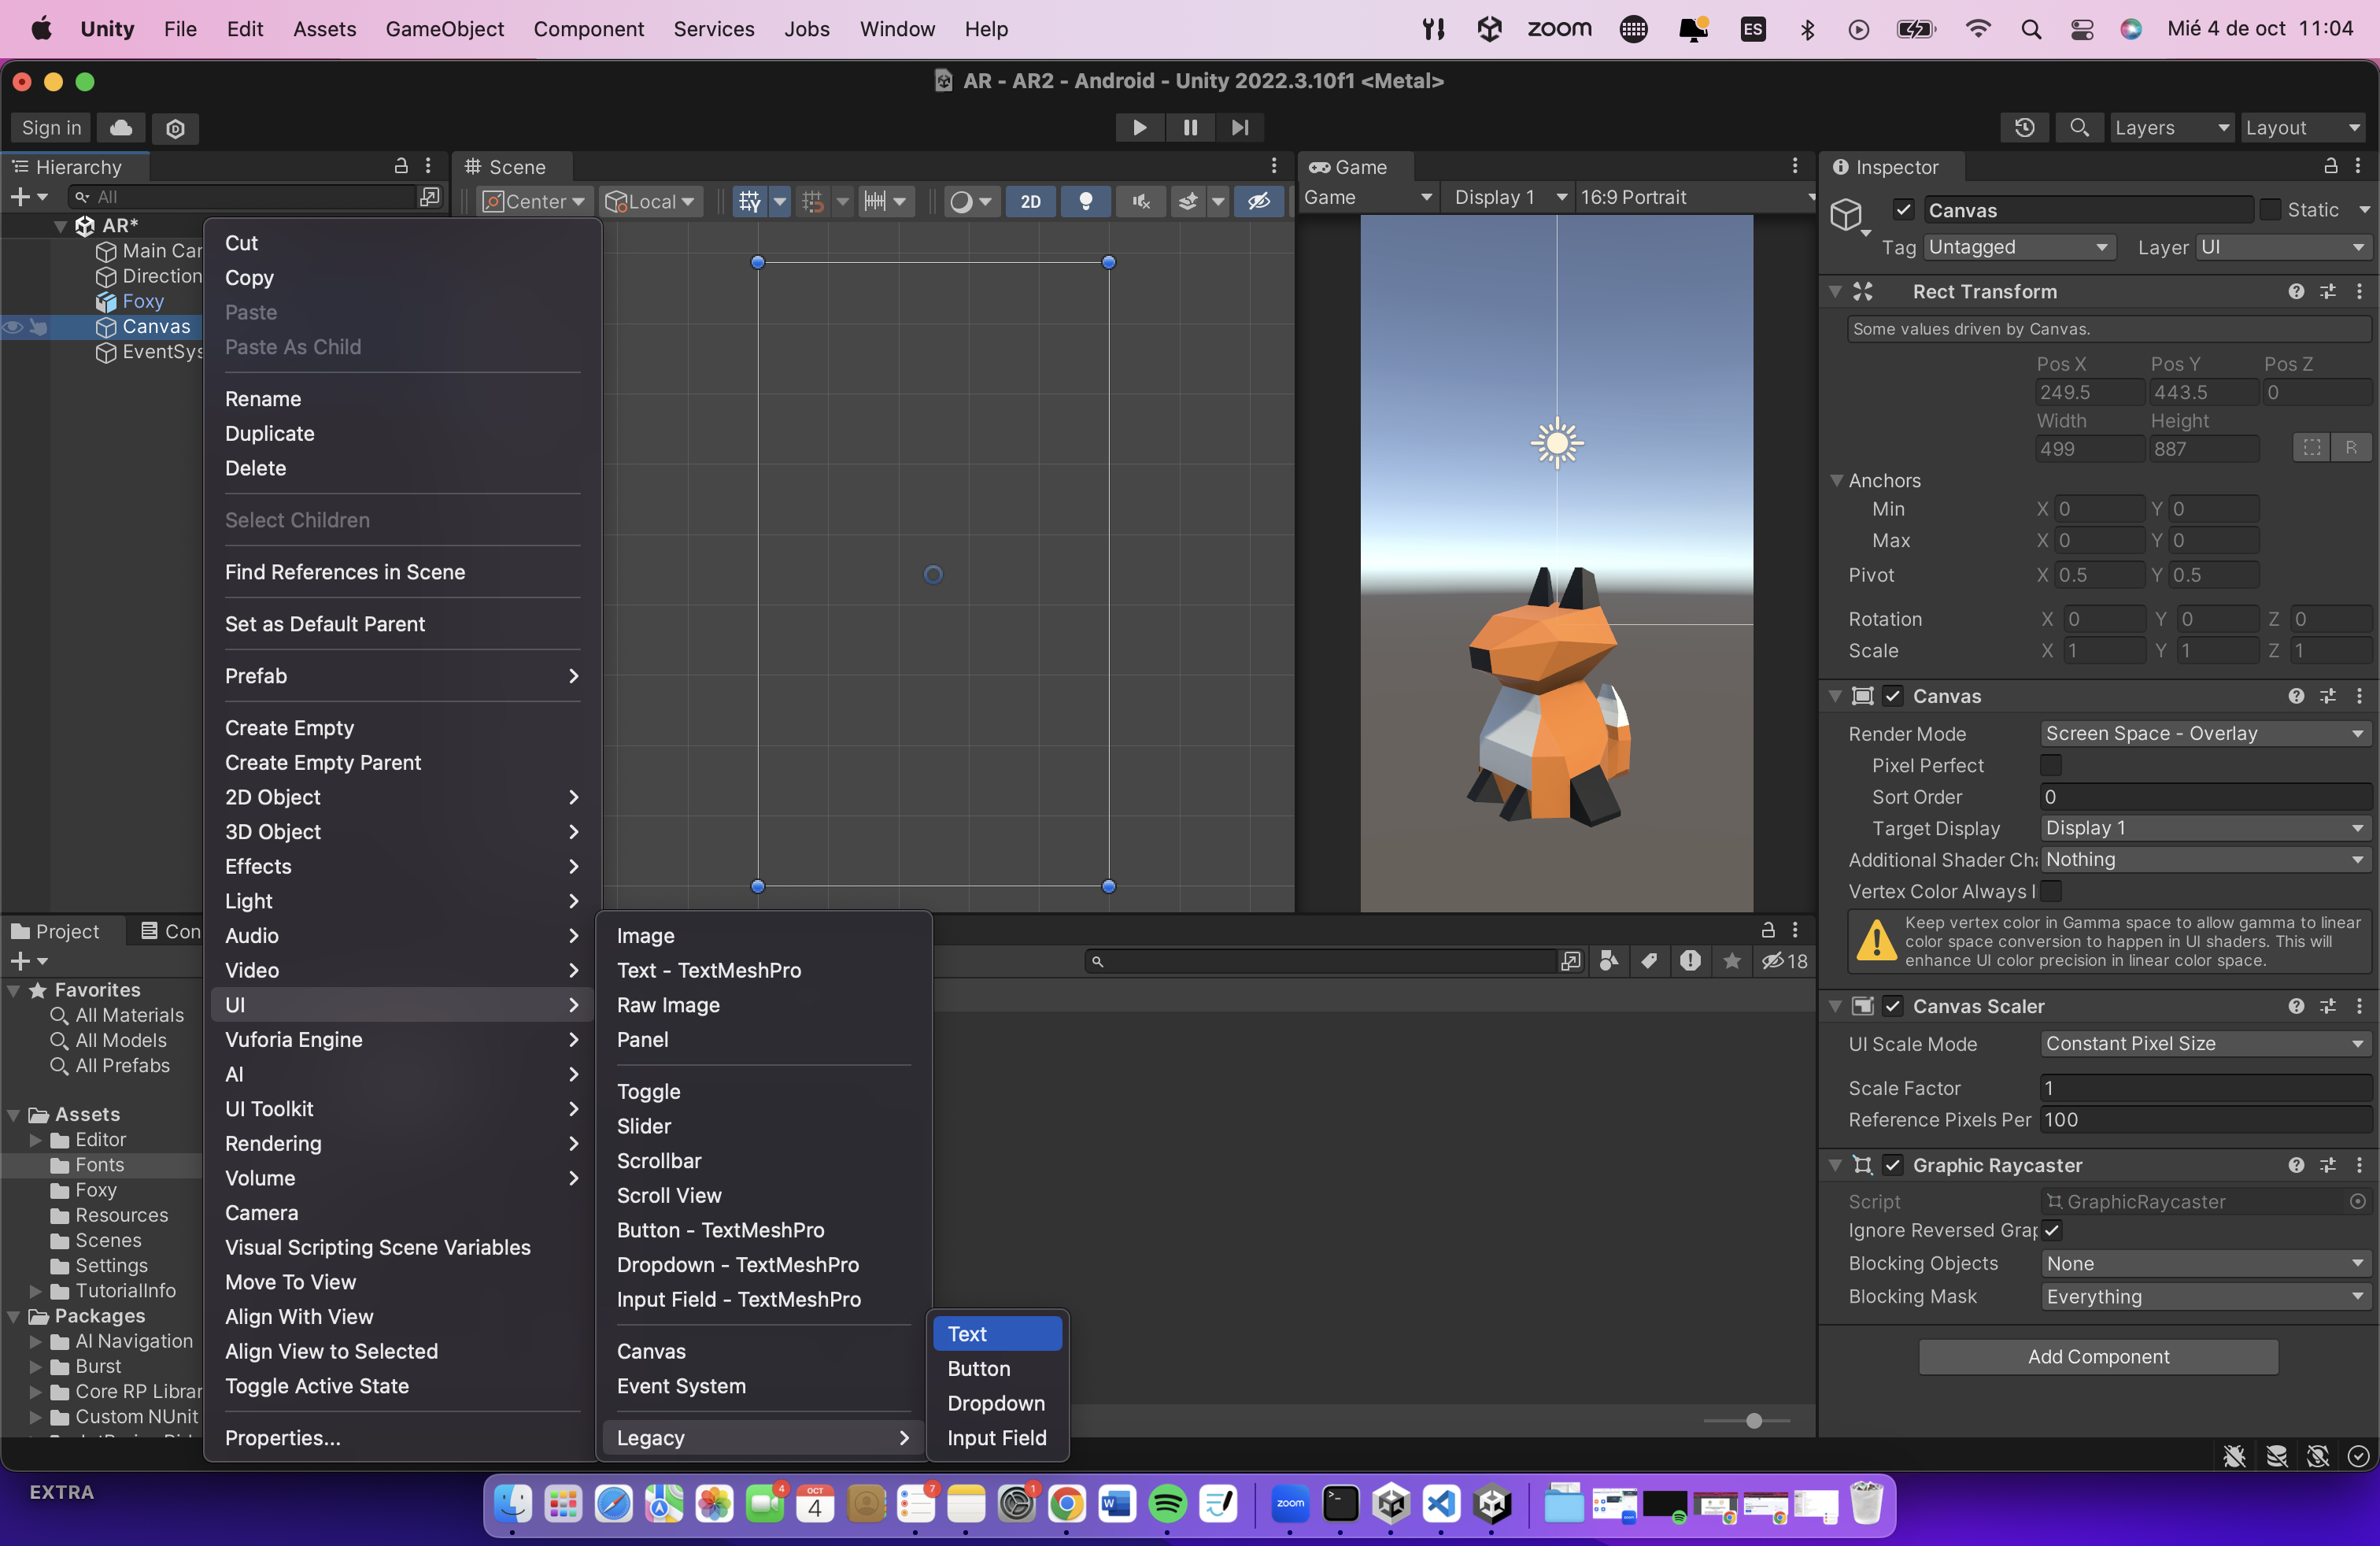 Unity File Edit Assets GameObject Component Services Jobs Window Help zoom ES Mié 4 de oct 11:04
AR - AR2 - Android - Unity 2022.3.10f1 <Metal>
Sign in Layers Layout
Hierarchy
All
AR*
Main Car
Direction
Foxy
Canvas
EventSys
Cut
Copy
Paste
Paste As Child
Rename
Duplicate
Delete
Select Children
Find References in Scene
Set as Default Parent
Prefab
Create Empty
Create Empty Parent
2D Object
3D Object
Effects
Light
Audio
Video
UI
Vuforia Engine
AI
UI Toolkit
Rendering
Volume
Camera
Visual Scripting Scene Variables
Move To View
Align With View
Align View to Selected
Toggle Active State
Properties...
Image
Text - TextMeshPro
Raw Image
Panel
Toggle
Slider
Scrollbar
Scroll View
Button - TextMeshPro
Dropdown - TextMeshPro
Input Field - TextMeshPro
Canvas
Event System
Legacy
Text
Button
Dropdown
Input Field
Scene
Center Local 2D
Game
Game Display 1 16:9 Portrait
Project Con
18
Favorites
All Materials
All Models
All Prefabs
Assets
Editor
Fonts
Foxy
Resources
Scenes
Settings
TutorialInfo
Packages
AI Navigation
Burst
Core RP Librar
Custom NUnit
Inspector
Canvas Static
Tag Untagged Layer UI
Rect Transform
Some values driven by Canvas.
Pos X Pos Y Pos Z
249.5 443.5 0
Width Height
499 887 R
Anchors
Min X 0 Y 0
Max X 0 Y 0
Pivot X 0.5 Y 0.5
Rotation X 0 Y 0 Z 0
Scale X 1 Y 1 Z 1
Canvas
Render Mode Screen Space - Overlay
Pixel Perfect
Sort Order 0
Target Display Display 1
Additional Shader Cha Nothing
Vertex Color Always I
Keep vertex color in Gamma space to allow gamma to linear
color space conversion to happen in UI shaders. This will
enhance UI color precision in linear color space.
Canvas Scaler
UI Scale Mode Constant Pixel Size
Scale Factor 1
Reference Pixels Per 100
Graphic Raycaster
Script GraphicRaycaster
Ignore Reversed Grap
Blocking Objects None
Blocking Mask Everything
Add Component
EXTRA
4
OCT
4
7
1
W
zoom